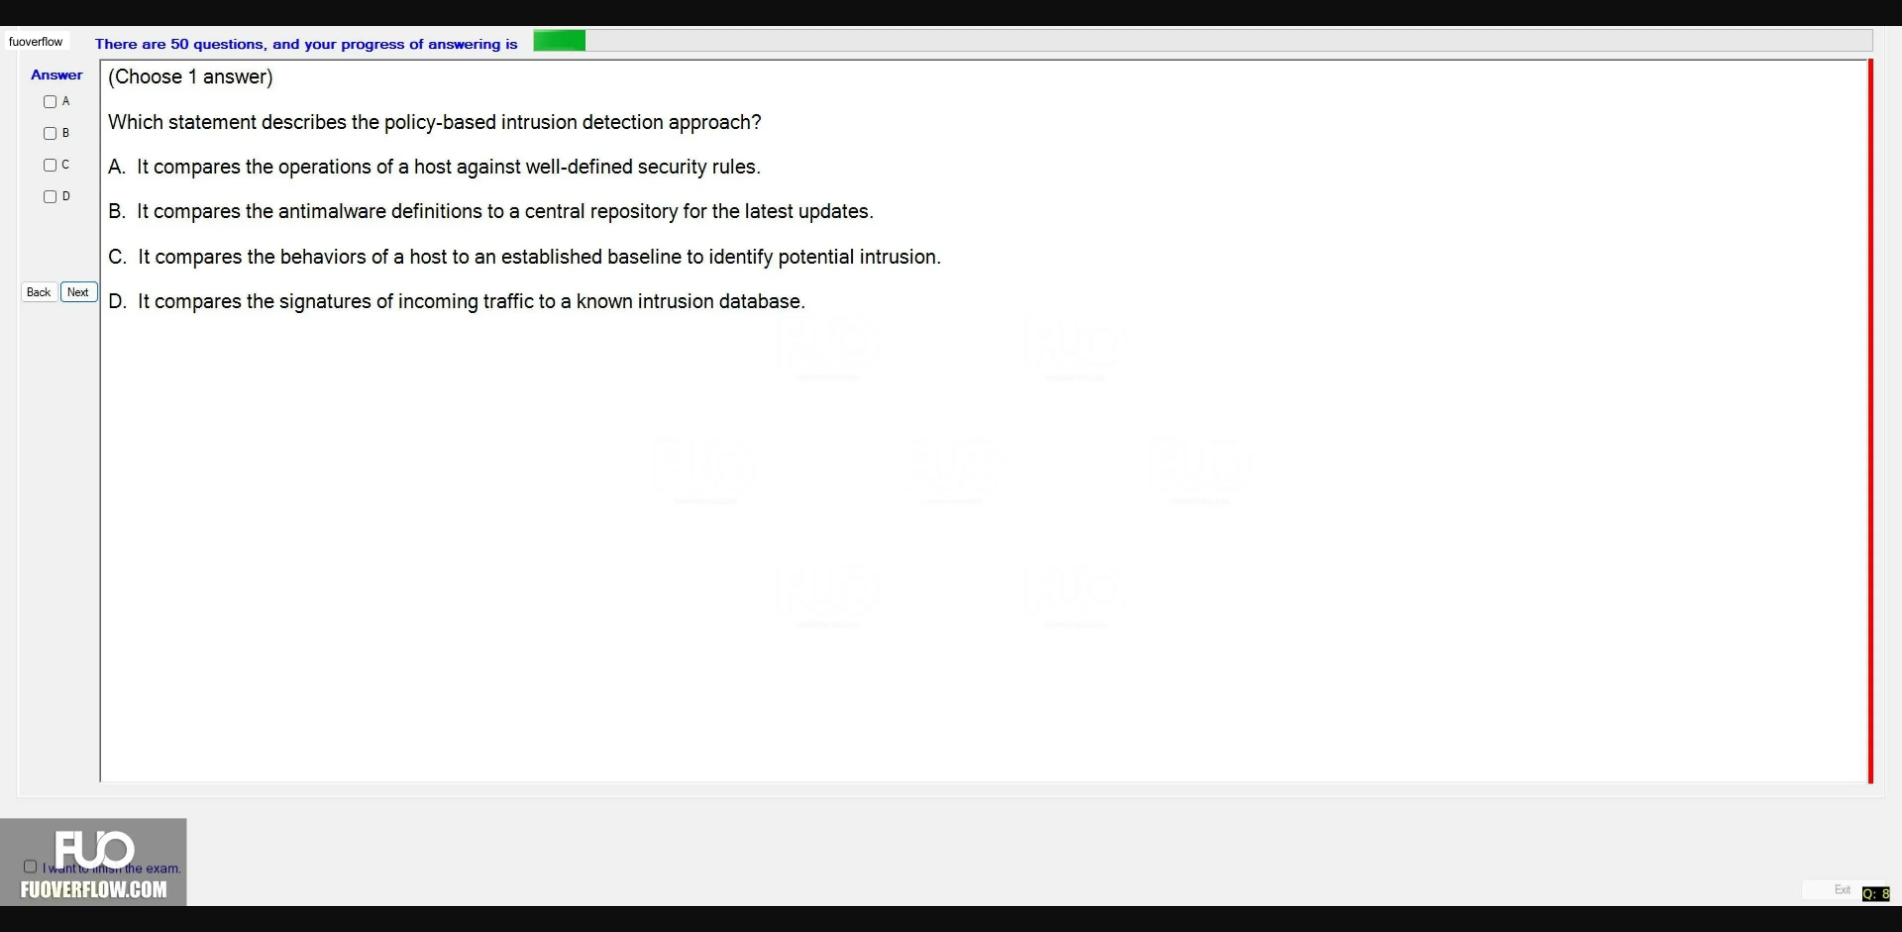 fuoverflow
There are 50 questions, and your progress of answering is
Answer
(Choose 1 answer)
A
Which statement describes the policy-based intrusion detection approach?
B
C
A. It compares the operations of a host against well-defined security rules.
D
B. It compares the antimalware definitions to a central repository for the latest updates.
C. It compares the behaviors of a host to an established baseline to identify potential intrusion.
Back Next
D. It compares the signatures of incoming traffic to a known intrusion database.
FUO
I want to finish the exam.
FUOVERFLOW.COM
Exit
Q: 8